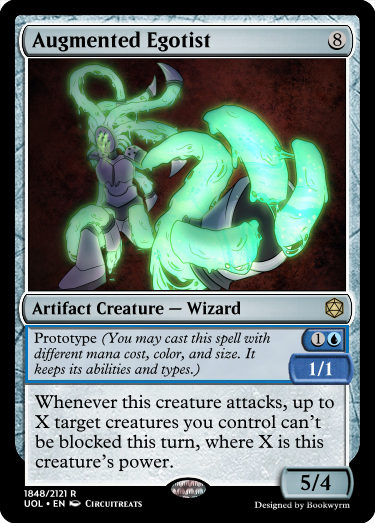 Augmented Egotist 8
Artifact Creature — Wizard
Prototype (You may cast this spell with 1
different mana cost, color, and size. It
keeps its abilities and types.) 1/1
Whenever this creature attacks, up to
X target creatures you control can't
be blocked this turn, where X is this
creature's power.
5/4
1848/2121 R
UOL • EN Circuitreats Designed by Bookwyrm